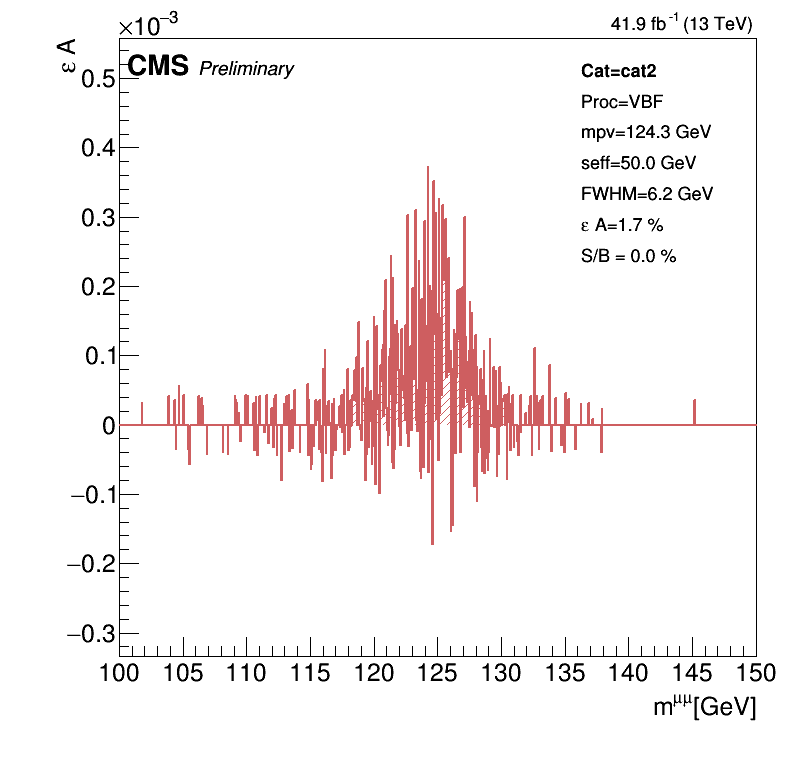 ×10⁻³
41.9 fb⁻¹ (13 TeV)
ε A
CMS Preliminary
Cat=cat2
Proc=VBF
mpv=124.3 GeV
seff=50.0 GeV
FWHM=6.2 GeV
ε A=1.7 %
S/B = 0.0 %
0.5
0.4
0.3
0.2
0.1
0
−0.1
−0.2
−0.3
100 105 110 115 120 125 130 135 140 145 150
m^μμ[GeV]